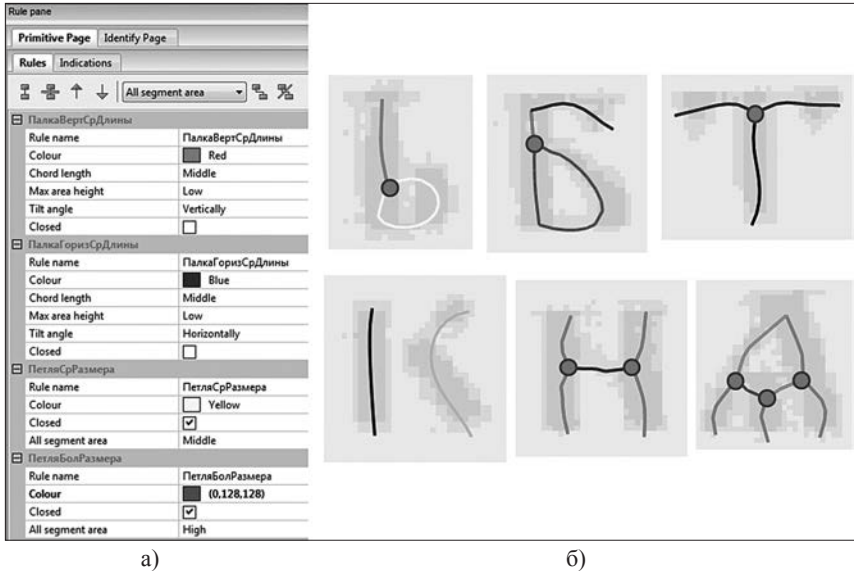 Rule pane
Primitive Page Identify Page
Rules Indications
All segment area
ПалкаВертСрДлины
Rule name ПалкаВертСрДлины
Colour Red
Chord length Middle
Max area height Low
Tilt angle Vertically
Closed
ПалкаГоризСрДлины
Rule name ПалкаГоризСрДлины
Colour Blue
Chord length Middle
Max area height Low
Tilt angle Horizontally
Closed
ПетляСрРазмера
Rule name ПетляСрРазмера
Colour Yellow
Closed
All segment area Middle
ПетляБолРазмера
Rule name ПетляБолРазмера
Colour (0,128,128)
Closed
All segment area High
Ь Б Т
К Н А
а) б)